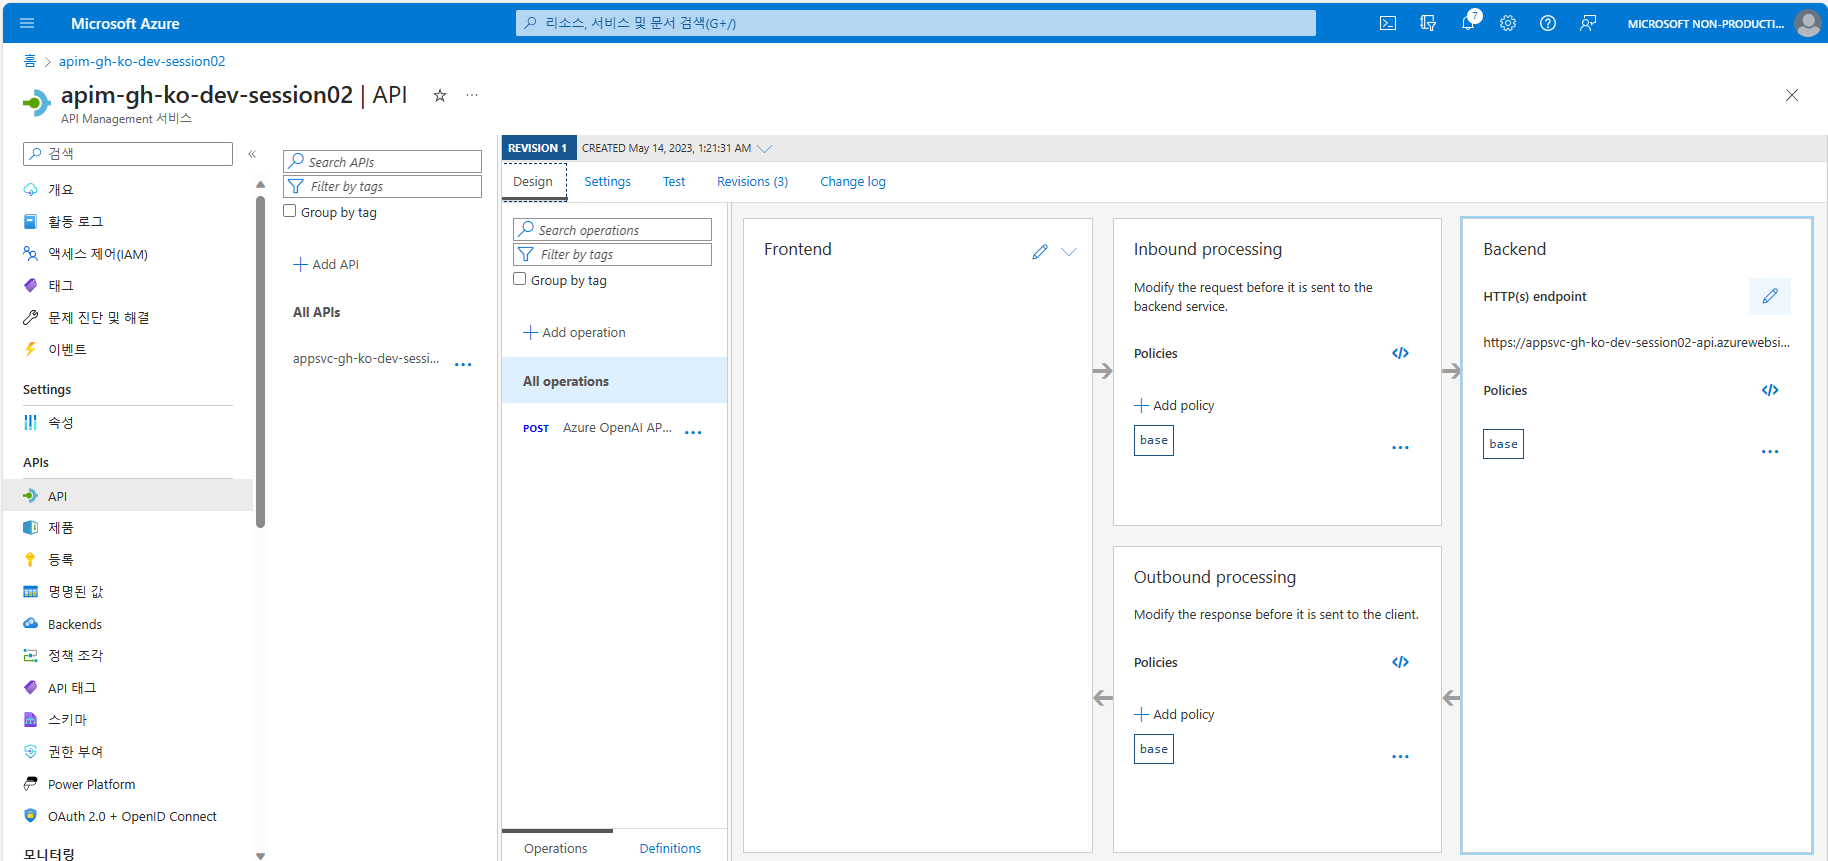 Microsoft Azure
리소스, 서비스 및 문서 검색(G+/)
7
MICROSOFT NON-PRODUCTI...
홈
apim-gh-ko-dev-session02
apim-gh-ko-dev-session02 | API
API Management 서비스
검색
개요
활동 로그
액세스 제어(IAM)
태그
문제 진단 및 해결
이벤트
Settings
속성
APIs
API
제품
등록
명명된 값
Backends
정책 조각
API 태그
스키마
권한 부여
Power Platform
OAuth 2.0 + OpenID Connect
모니터링
Search APIs
Filter by tags
Group by tag
Add API
All APIs
appsvc-gh-ko-dev-sessi...
REVISION 1
CREATED May 14, 2023, 1:21:31 AM
Design
Settings
Test
Revisions (3)
Change log
Search operations
Filter by tags
Group by tag
Add operation
All operations
POST Azure OpenAI AP...
Operations
Definitions
Frontend
Inbound processing
Modify the request before it is sent to the
backend service.
Policies
Add policy
base
Outbound processing
Modify the response before it is sent to the client.
Policies
Add policy
base
Backend
HTTP(s) endpoint
https://appsvc-gh-ko-dev-session02-api.azurewebsi...
Policies
base